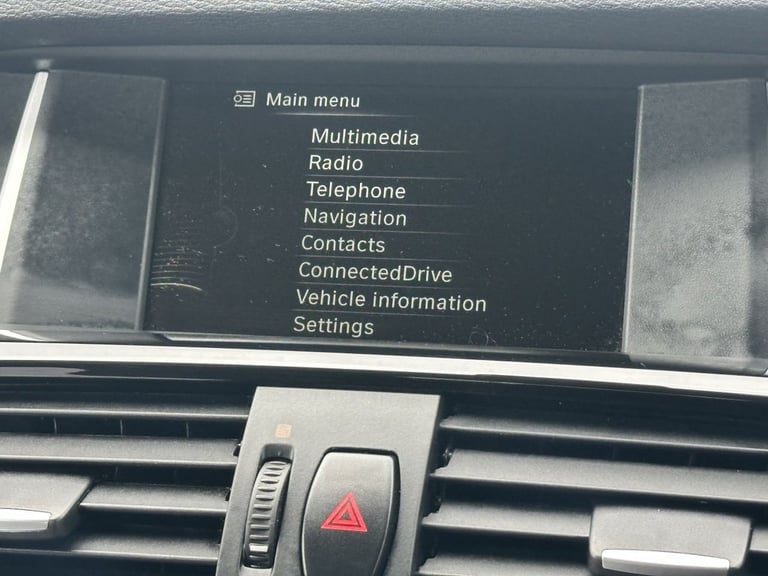 Main menu
Multimedia
Radio
Telephone
Navigation
Contacts
ConnectedDrive
Vehicle information
Settings